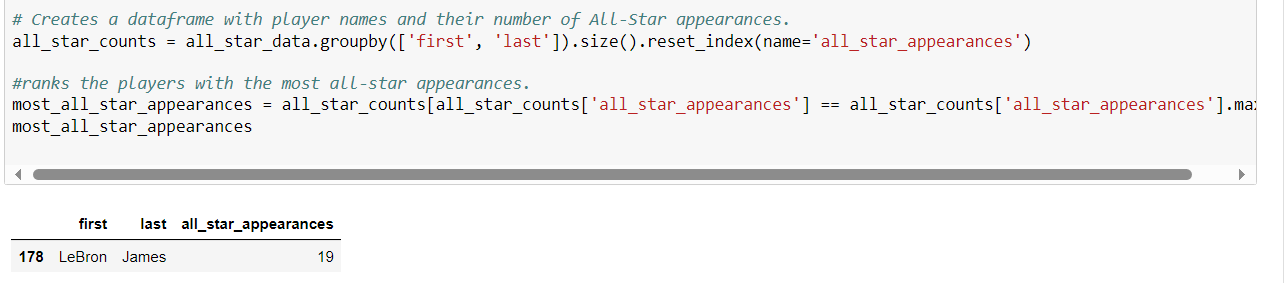 # Creates a dataframe with player names and their number of All-Star appearances.
all_star_counts = all_star_data.groupby(['first', 'last']).size().reset_index(name='all_star_appearances')
#ranks the players with the most all-star appearances.
most_all_star_appearances = all_star_counts[all_star_counts['all_star_appearances'] == all_star_counts['all_star_appearances'].max
most_all_star_appearances
first last all_star_appearances
178 LeBron James 19